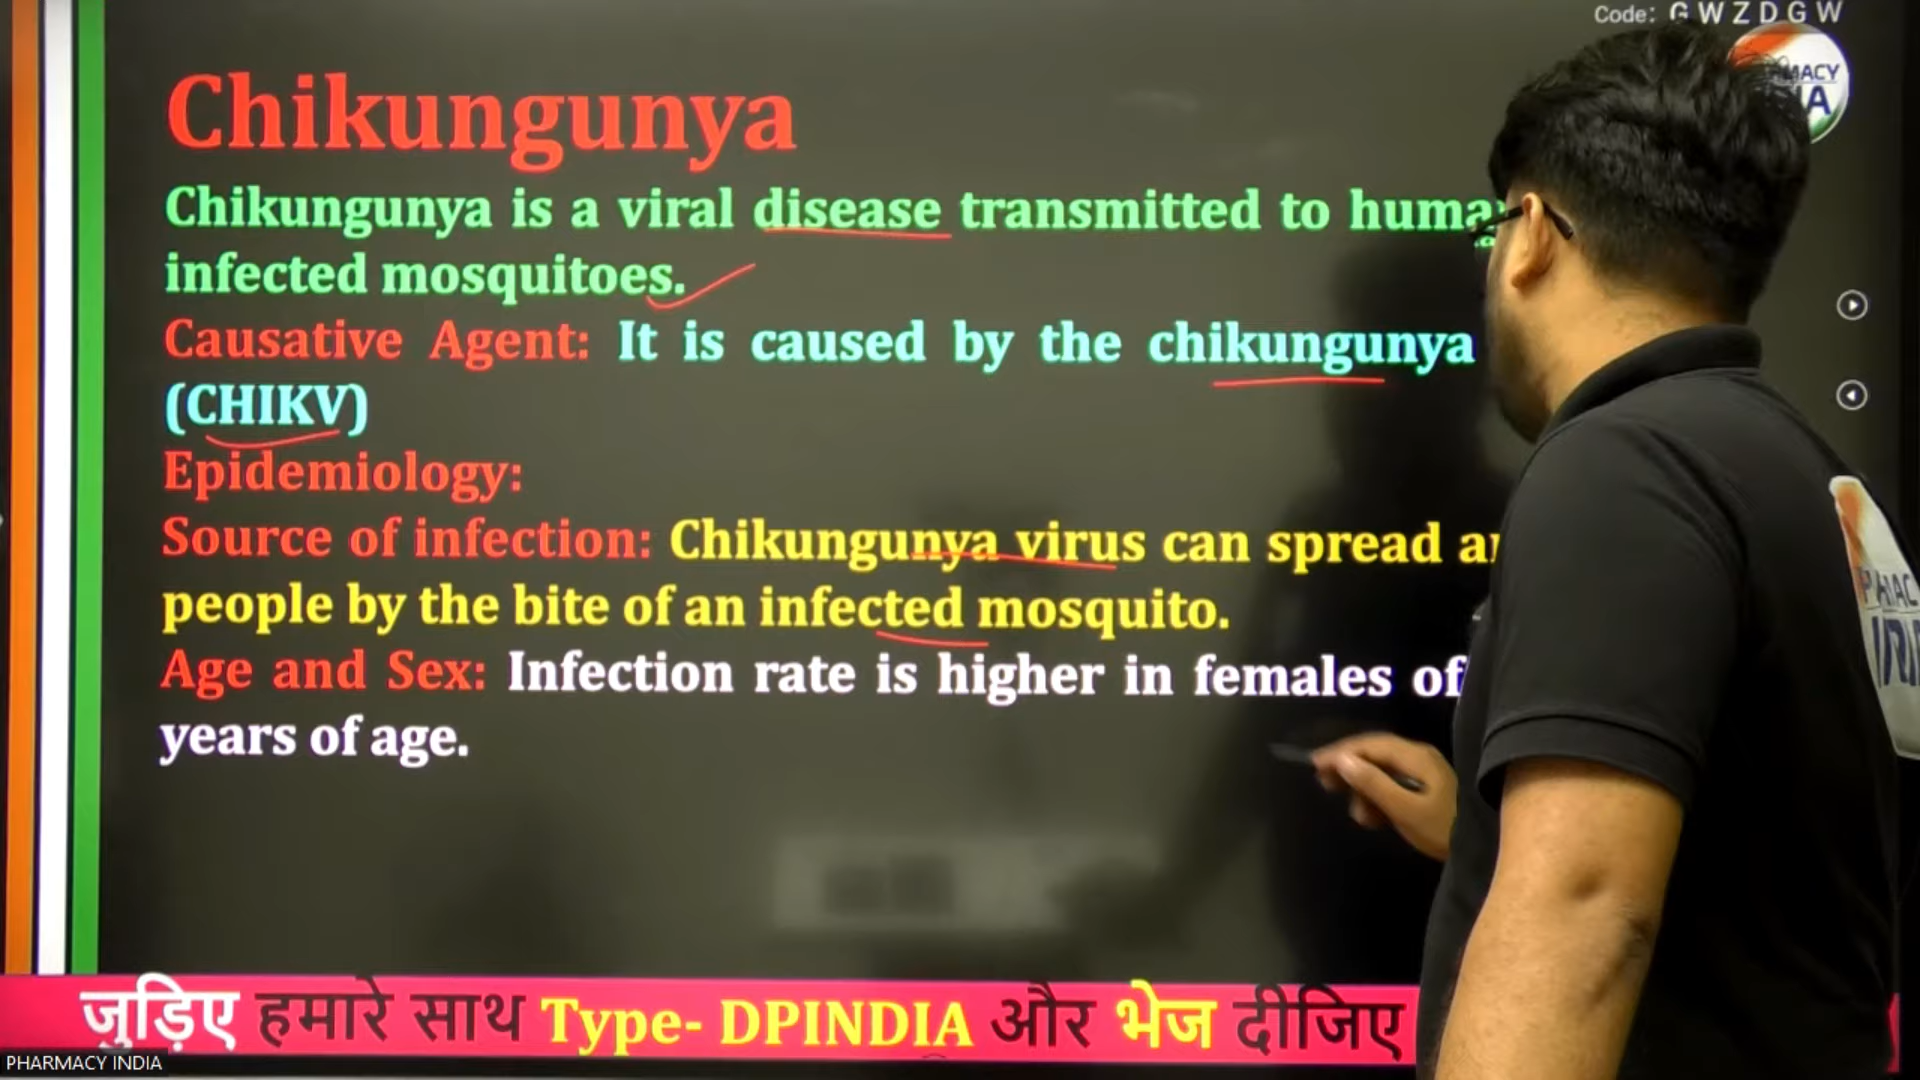 Code: GWZDGW
Chikungunya
Chikungunya is a viral disease transmitted to
infected mosquitoes.
Causative Agent: It is caused by the chikungunya
(CHIKV)
Epidemiology:
Source of infection: Chikungunya virus can spread
people by the bite of an infected mosquito.
Age and Sex: Infection rate is higher in females of
years of age.
जुड़िए हमारे साथ Type- DPINDIA और भेज दीजिए
PHARMACY INDIA